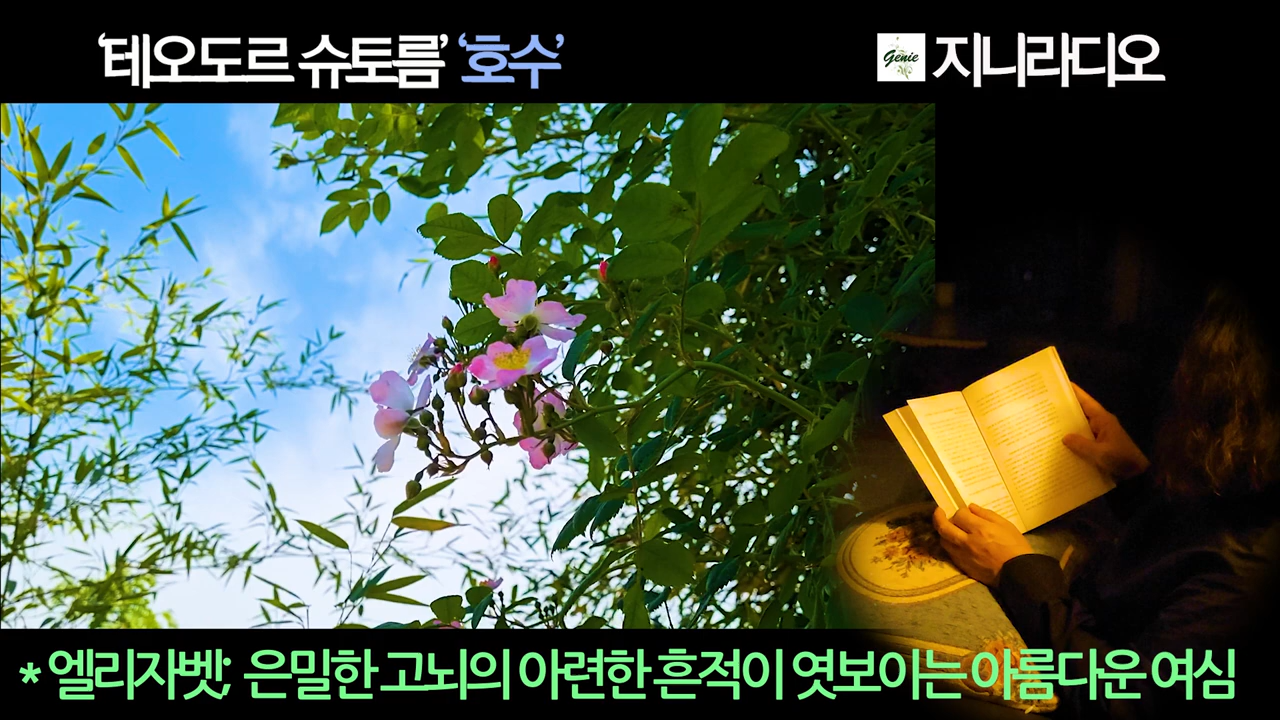 '테오도르 슈토름' '호수'
Genie 지니라디오
* 엘리자벳; 은밀한 고뇌의 아련한 흔적이 엿보이는 아름다운 여심